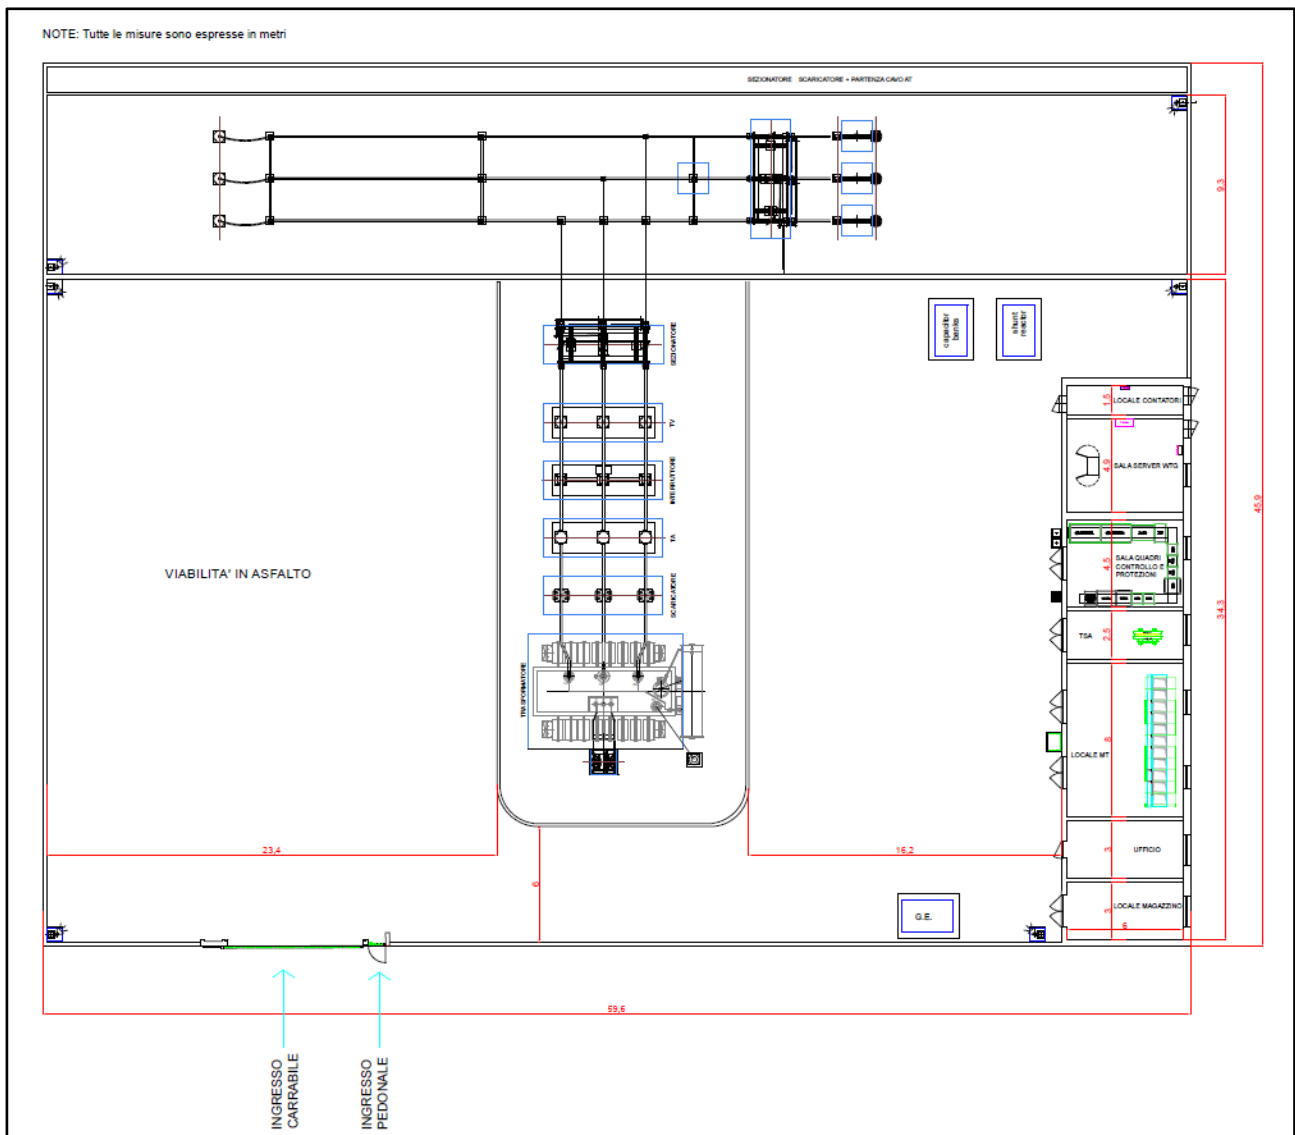 NOTE: Tutte le misure sono espresse in metri
SEZIONATORE SCARICATORE + PARTENZA CAVO AT
9,3
capacitor
banks
shunt
reactor
SEZIONATORE
TV
INTERRUTTORE
TA
SCARICATORE
TRASFORMATORE
VIABILITA' IN ASFALTO
1,5
LOCALE CONTATORI
4,9
SALA SERVER WTG
4,5
SALA QUADRI
CONTROLLO E
PROTEZIONI
2,5
TSA
8
LOCALE MT
3
UFFICIO
3
LOCALE MAGAZZINO
6
45,9
34,3
23,4
16,2
6
G.E.
59,6
INGRESSO
CARRABILE
INGRESSO
PEDONALE